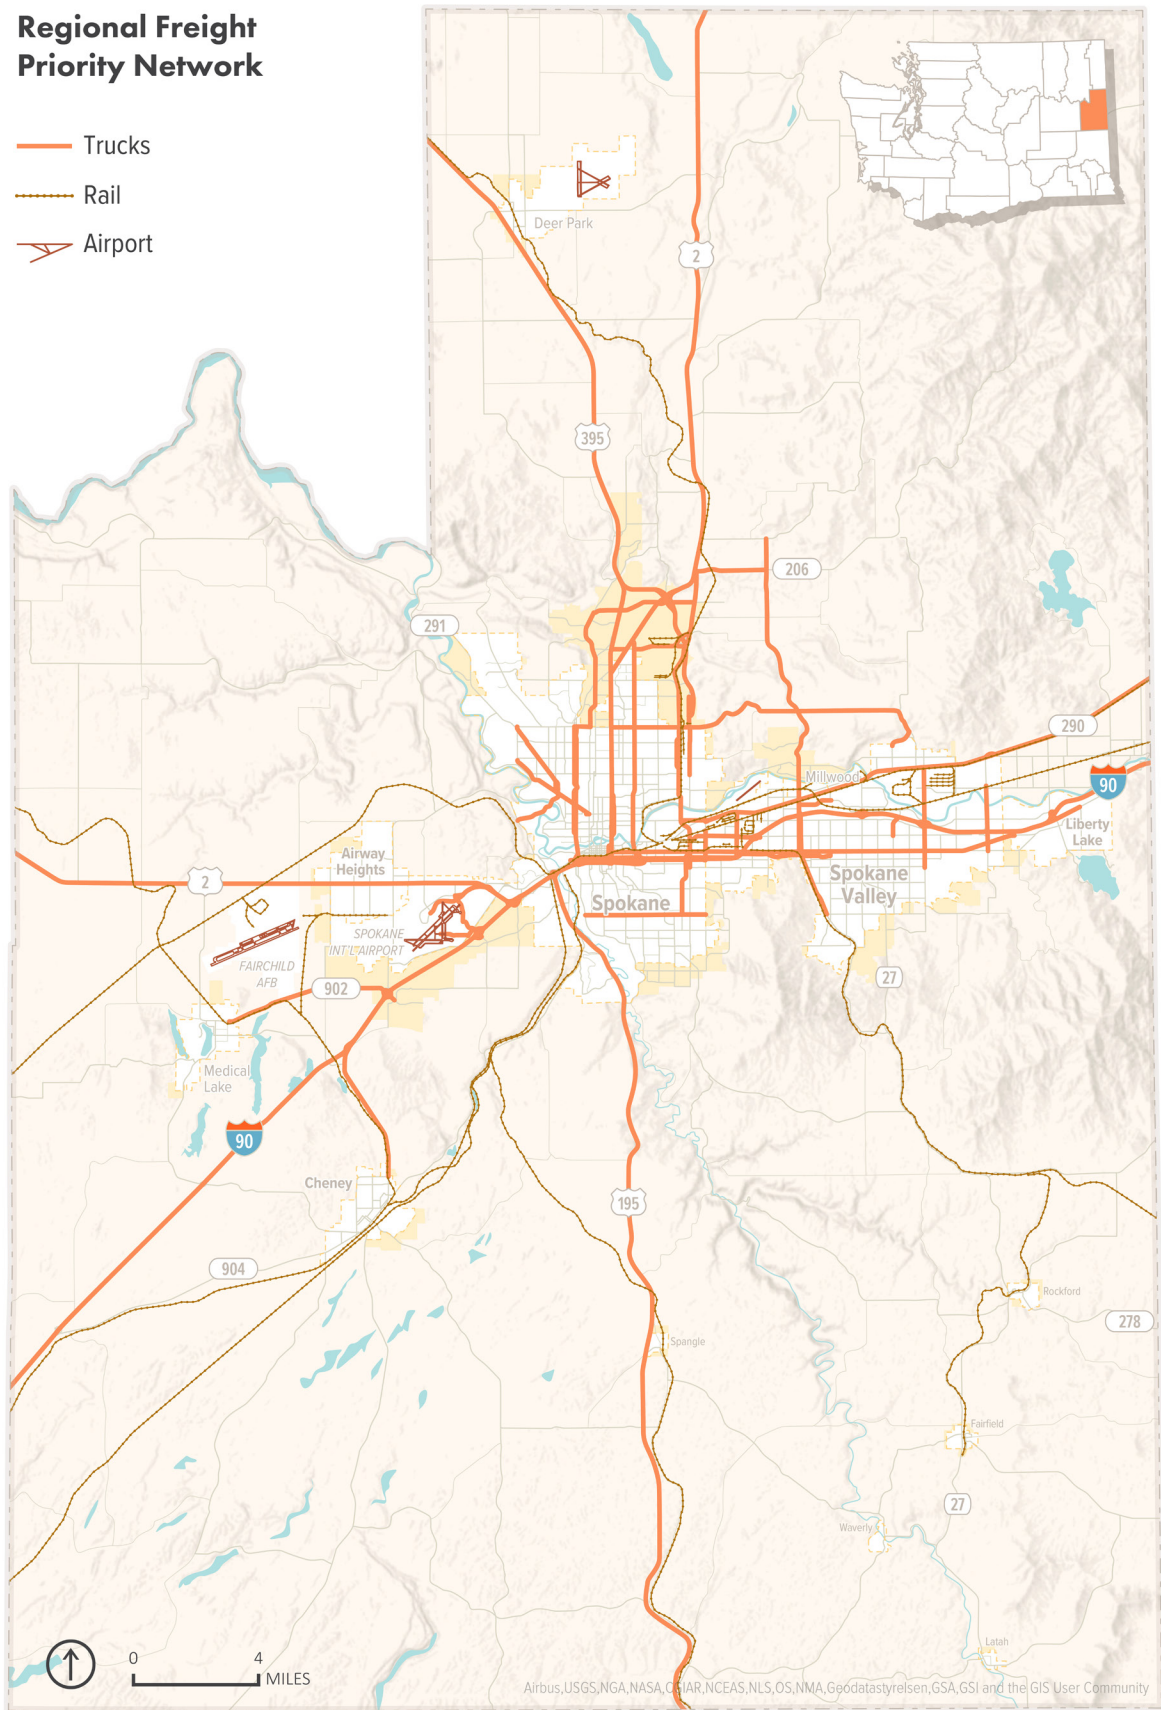 Regional Freight
Priority Network
Trucks
Rail
Airport
Deer Park
2
395
206
291
290
Millwood
90
Liberty
Lake
Airway
Heights
2
Spokane
Valley
Spokane
SPOKANE
INT'L AIRPORT
FAIRCHILD
AFB
902
27
Medical
Lake
90
Cheney
195
904
Rockford
278
Spangle
Fairfield
27
Waverly
Latah
0
4
MILES
Airbus,USGS,NGA,NASA,CGIAR,NCEAS,NLS,OS,NMA,Geodatastyrelsen,GSA,GSI and the GIS User Community